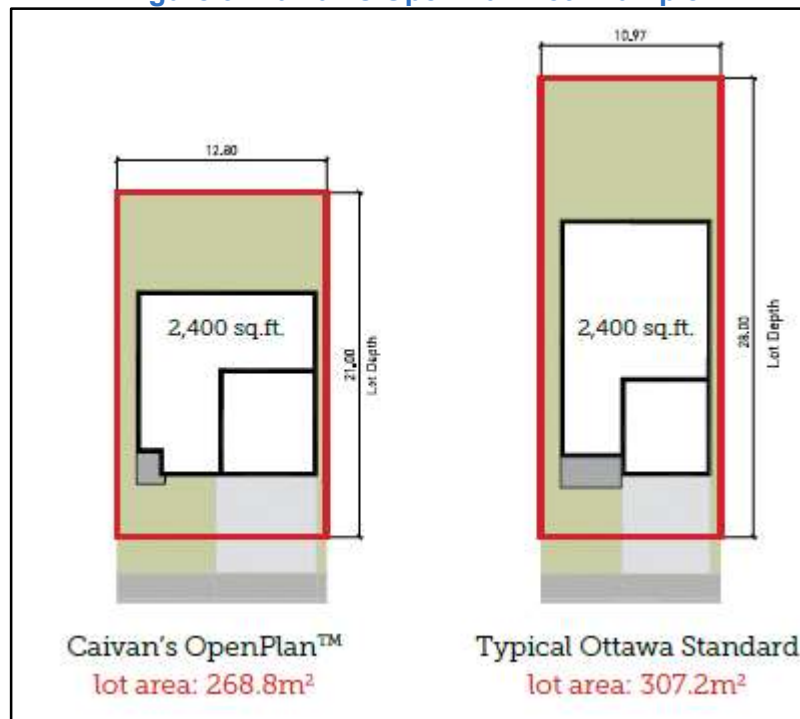 10.97
12.80
2,400 sq.ft.
2,400 sq.ft.
21.00
Lot Depth
28.00
Lot Depth
Caivan's OpenPlan™
lot area: 268.8m²
Typical Ottawa Standard
lot area: 307.2m²